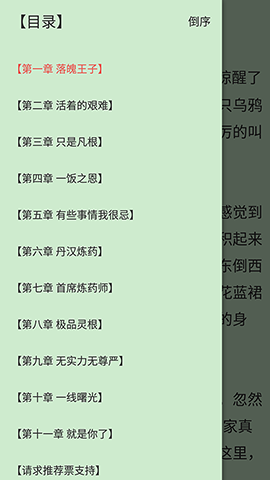 【目录】 倒序
【第一章 落魄王子】
【第二章 活着的艰难】
【第三章 只是凡根】
【第四章 一饭之恩】
【第五章 有些事情我很忌】
【第六章 丹汉炼药】
【第七章 首席炼药师】
【第八章 极品灵根】
【第九章 无实力无尊严】
【第十章 一线曙光】
【第十一章 就是你了】
【请求推荐票支持】
惊醒了
只乌鸦
厉的叫
感觉到
积起来
东倒西
花蓝裙
的身
，忽然
家真
这里，